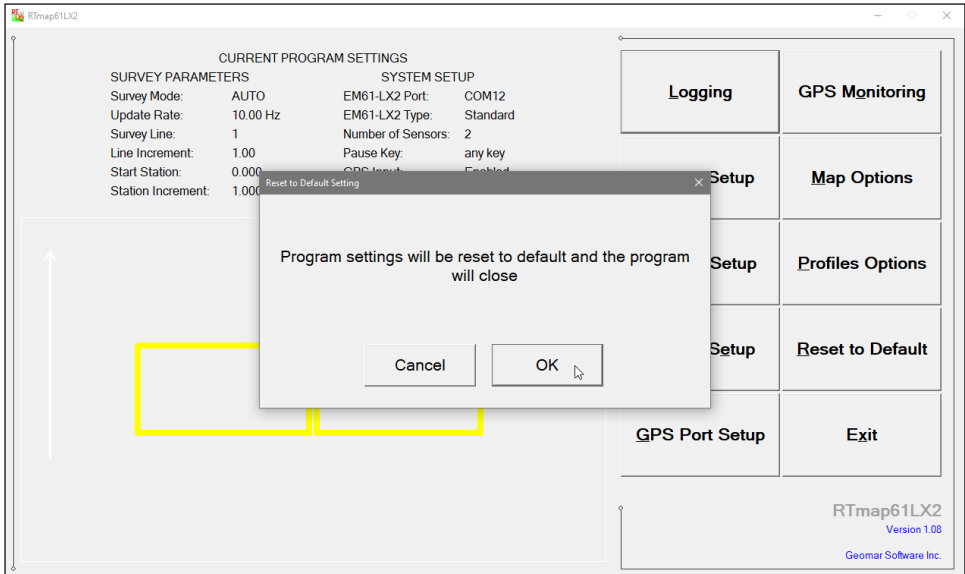 RTmap61LX2
CURRENT PROGRAM SETTINGS
SURVEY PARAMETERS SYSTEM SETUP
Survey Mode: AUTO EM61-LX2 Port: COM12
Update Rate: 10.00 Hz EM61-LX2 Type: Standard
Survey Line: 1 Number of Sensors: 2
Line Increment: 1.00 Pause Key: any key
Start Station: 0.000 GPS Input: Enabled
Station Increment: 1.000
Reset to Default Setting
Program settings will be reset to default and the program
will close
Cancel OK
Logging GPS Monitoring
Setup Map Options
Setup Profiles Options
Setup Reset to Default
GPS Port Setup Exit
RTmap61LX2
Version 1.08
Geomar Software Inc.